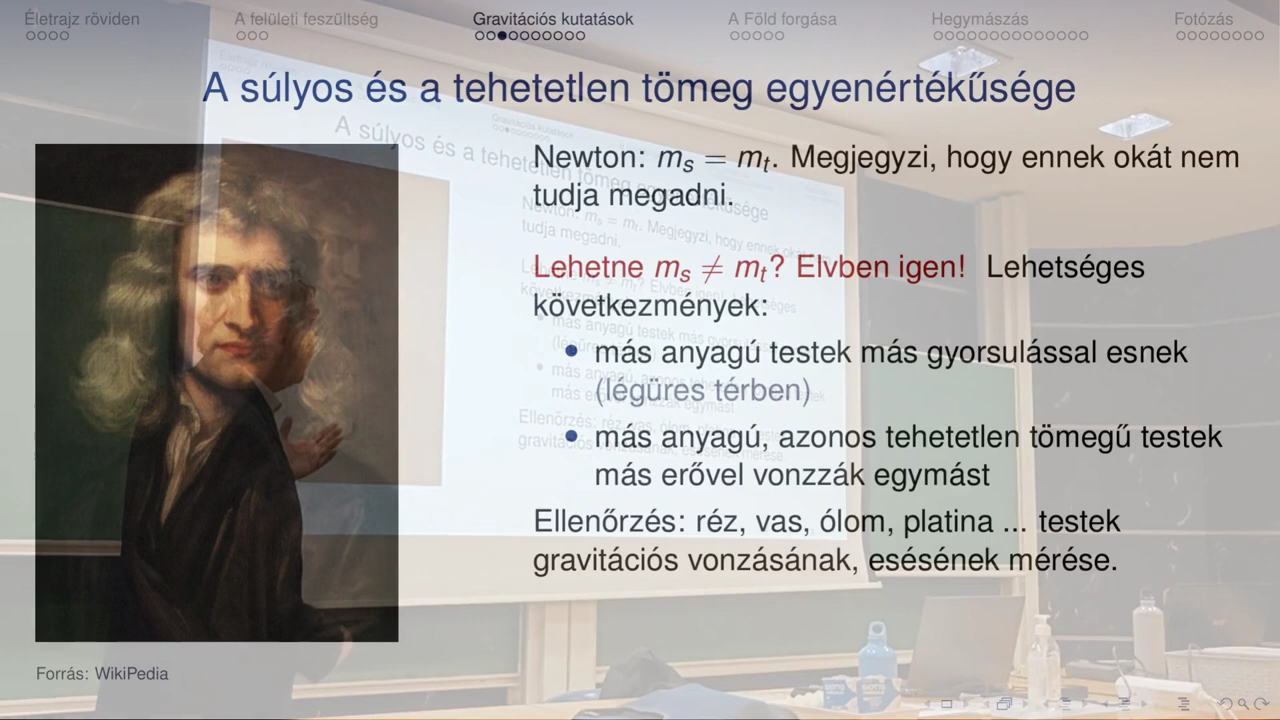 Életrajz röviden
A felületi feszültség
Gravitációs kutatások
A Föld forgása
Hegymászás
Fotózás
A súlyos és a tehetetlen tömeg egyenértékűsége
Newton: mₛ = mₜ. Megjegyzi, hogy ennek okát nem
tudja megadni.
Lehetne mₛ ≠ mₜ? Elvben igen! Lehetséges
következmények:
más anyagú testek más gyorsulással esnek
(légüres térben)
más anyagú, azonos tehetetlen tömegű testek
más erővel vonzzák egymást
Ellenőrzés: réz, vas, ólom, platina ... testek
gravitációs vonzásának, esésének mérése.
Forrás: WikiPedia